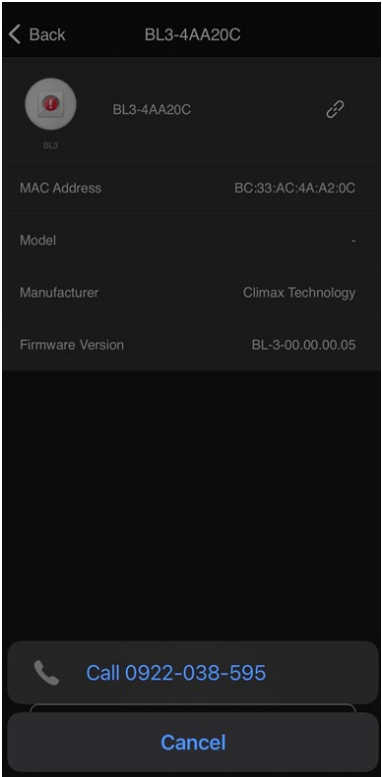 Back BL3-4AA20C
BL3-4AA20C
BL3
MAC Address BC:33:AC:4A:A2:0C
Model -
Manufacturer Climax Technology
Firmware Version BL-3-00.00.00.05
Call 0922-038-595
Cancel